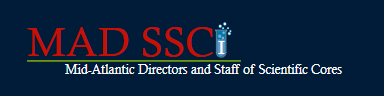 MAD SSCi
Mid-Atlantic Directors and Staff of Scientific Cores